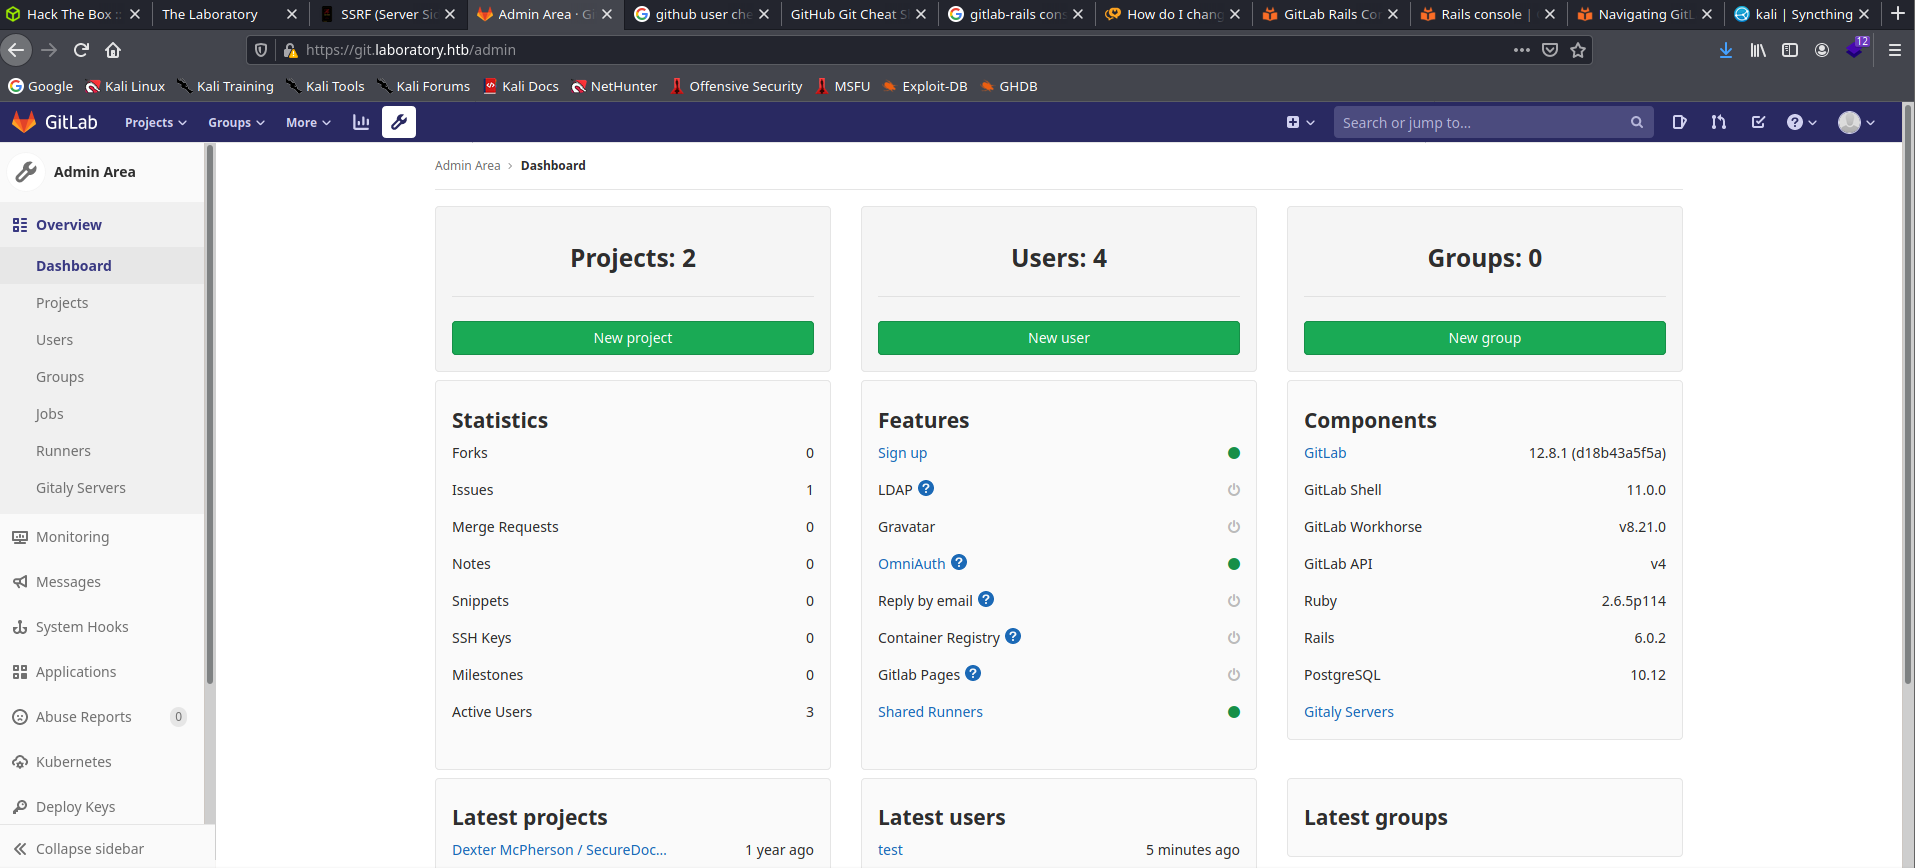 Hack The Box ::
The Laboratory
SSRF (Server Si
Admin Area · G
github user che
GitHub Git Cheat S
gitlab-rails cons
How do I chang
GitLab Rails Co
Rails console |
Navigating GitL
kali | Syncthing
https://git.laboratory.htb/admin
12
Google Kali Linux Kali Training Kali Tools Kali Forums Kali Docs NetHunter Offensive Security MSFU Exploit-DB GHDB
GitLab Projects Groups More Search or jump to...
Admin Area
Overview
Dashboard
Projects
Users
Groups
Jobs
Runners
Gitaly Servers
Monitoring
Messages
System Hooks
Applications
Abuse Reports 0
Kubernetes
Deploy Keys
Collapse sidebar
Admin Area › Dashboard
Projects: 2
New project
Users: 4
New user
Groups: 0
New group
Statistics
Forks 0
Issues 1
Merge Requests 0
Notes 0
Snippets 0
SSH Keys 0
Milestones 0
Active Users 3
Features
Sign up
LDAP ?
Gravatar
OmniAuth ?
Reply by email ?
Container Registry ?
Gitlab Pages ?
Shared Runners
Components
GitLab 12.8.1 (d18b43a5f5a)
GitLab Shell 11.0.0
GitLab Workhorse v8.21.0
GitLab API v4
Ruby 2.6.5p114
Rails 6.0.2
PostgreSQL 10.12
Gitaly Servers
Latest projects
Dexter McPherson / SecureDoc... 1 year ago
Latest users
test 5 minutes ago
Latest groups